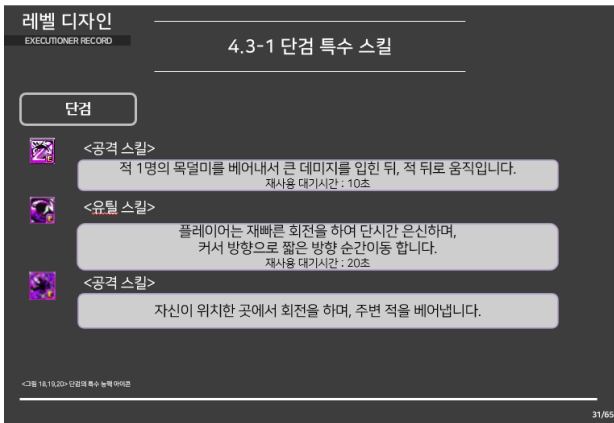 레벨 디자인
EXECUTIONER RECORD
4.3-1 단검 특수 스킬
단검
<공격 스킬>
적 1명의 목덜미를 베어내서 큰 데미지를 입힌 뒤, 적 뒤로 움직입니다.
재사용 대기시간 : 10초
<유틸 스킬>
플레이어는 재빠른 회전을 하여 단시간 은신하며,
커서 방향으로 짧은 방향 순간이동 합니다.
재사용 대기시간 : 20초
<공격 스킬>
자신이 위치한 곳에서 회전을 하며, 주변 적을 베어냅니다.
<그림 18,19,20> 단검의 특수 능력 아이콘
31/65